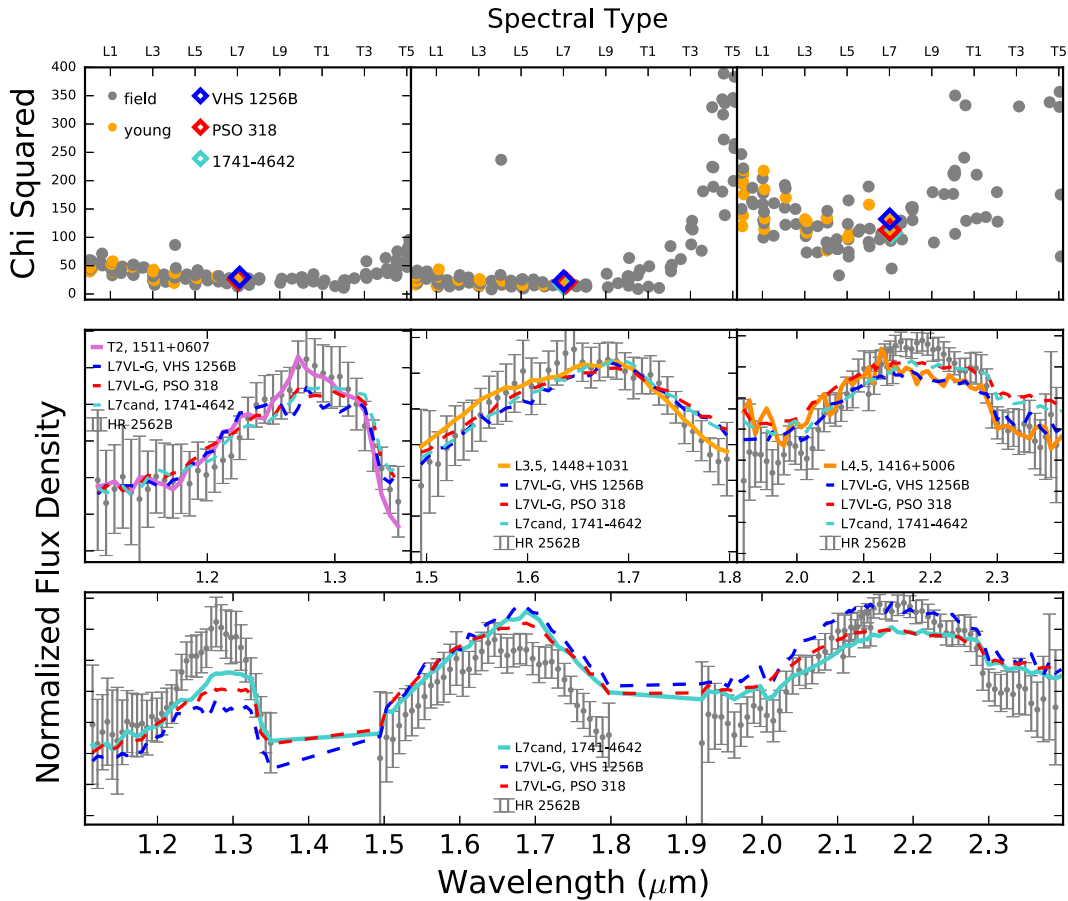 Spectral Type
L1 L3 L5 L7 L9 T1 T3 T5
L1 L3 L5 L7 L9 T1 T3 T5
L1 L3 L5 L7 L9 T1 T3 T5
Chi Squared
400
350
300
250
200
150
100
50
0
field
young
VHS 1256B
PSO 318
1741-4642
Normalized Flux Density
T2, 1511+0607
L7VL-G, VHS 1256B
L7VL-G, PSO 318
L7cand, 1741-4642
HR 2562B
1.2 1.3
L3.5, 1448+1031
L7VL-G, VHS 1256B
L7VL-G, PSO 318
L7cand, 1741-4642
HR 2562B
1.5 1.6 1.7 1.8
L4.5, 1416+5006
L7VL-G, VHS 1256B
L7VL-G, PSO 318
L7cand, 1741-4642
HR 2562B
2.0 2.1 2.2 2.3
L7cand, 1741-4642
L7VL-G, VHS 1256B
L7VL-G, PSO 318
HR 2562B
1.2 1.3 1.4 1.5 1.6 1.7 1.8 1.9 2.0 2.1 2.2 2.3
Wavelength (μm)